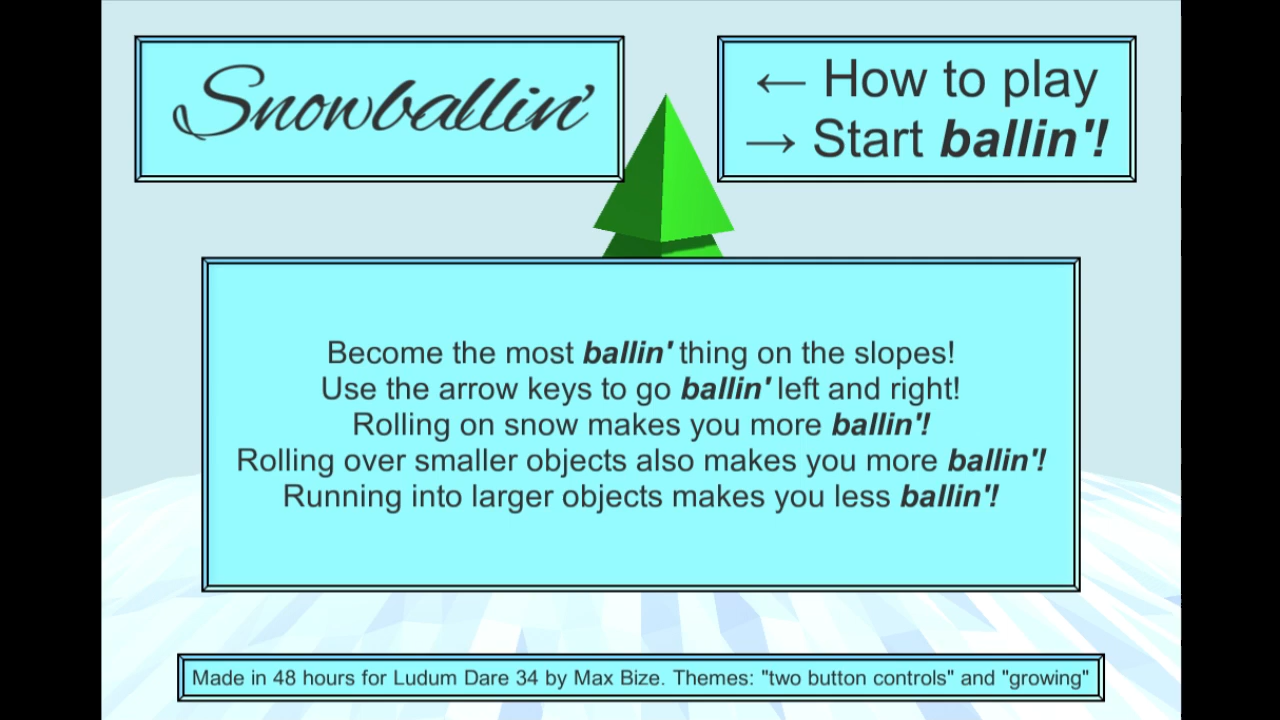 Snowballin'
← How to play
→ Start ballin'!
Become the most ballin' thing on the slopes!
Use the arrow keys to go ballin' left and right!
Rolling on snow makes you more ballin'!
Rolling over smaller objects also makes you more ballin'!
Running into larger objects makes you less ballin'!
Made in 48 hours for Ludum Dare 34 by Max Bize. Themes: "two button controls" and "growing"